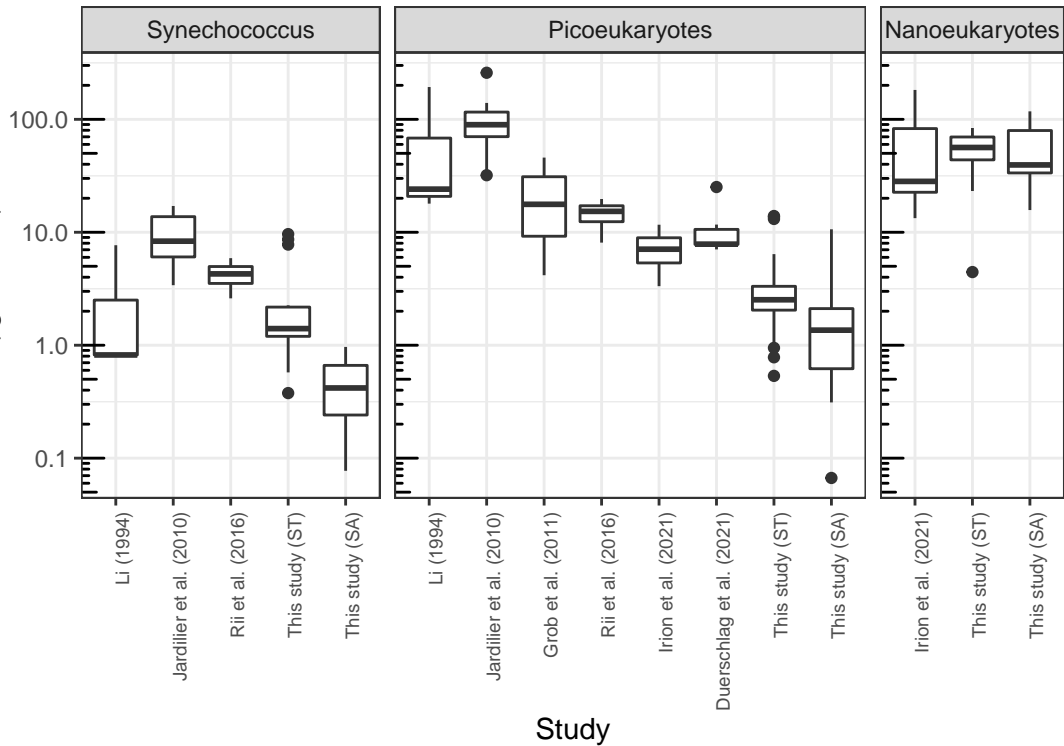 Synechococcus
Picoeukaryotes
Nanoeukaryotes
100.0
10.0
1.0
0.1
Li (1994)
Jardilier et al. (2010)
Rii et al. (2016)
This study (ST)
This study (SA)
Li (1994)
Jardilier et al. (2010)
Grob et al. (2011)
Rii et al. (2016)
Irion et al. (2021)
Duerschlag et al. (2021)
This study (ST)
This study (SA)
Irion et al. (2021)
This study (ST)
This study (SA)
Study